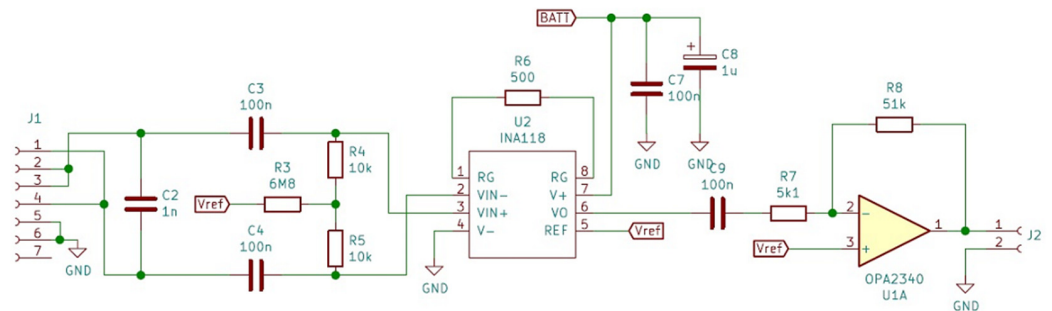 BATT
R6
500
C8
1u
C7
100n
R8
51k
C3
100n
U2
INA118
J1
1
2
3
4
5
6
7
R4
10k
R3
6M8
Vref
C2
1n
R5
10k
C4
100n
GND
1
RG
2
VIN-
3
VIN+
4
V-
RG
8
V+
7
VO
6
REF
5
GND
Vref
GND
GND
C9
100n
R7
5k1
2
-
3
+
1
Vref
OPA2340
U1A
1
2
J2
GND